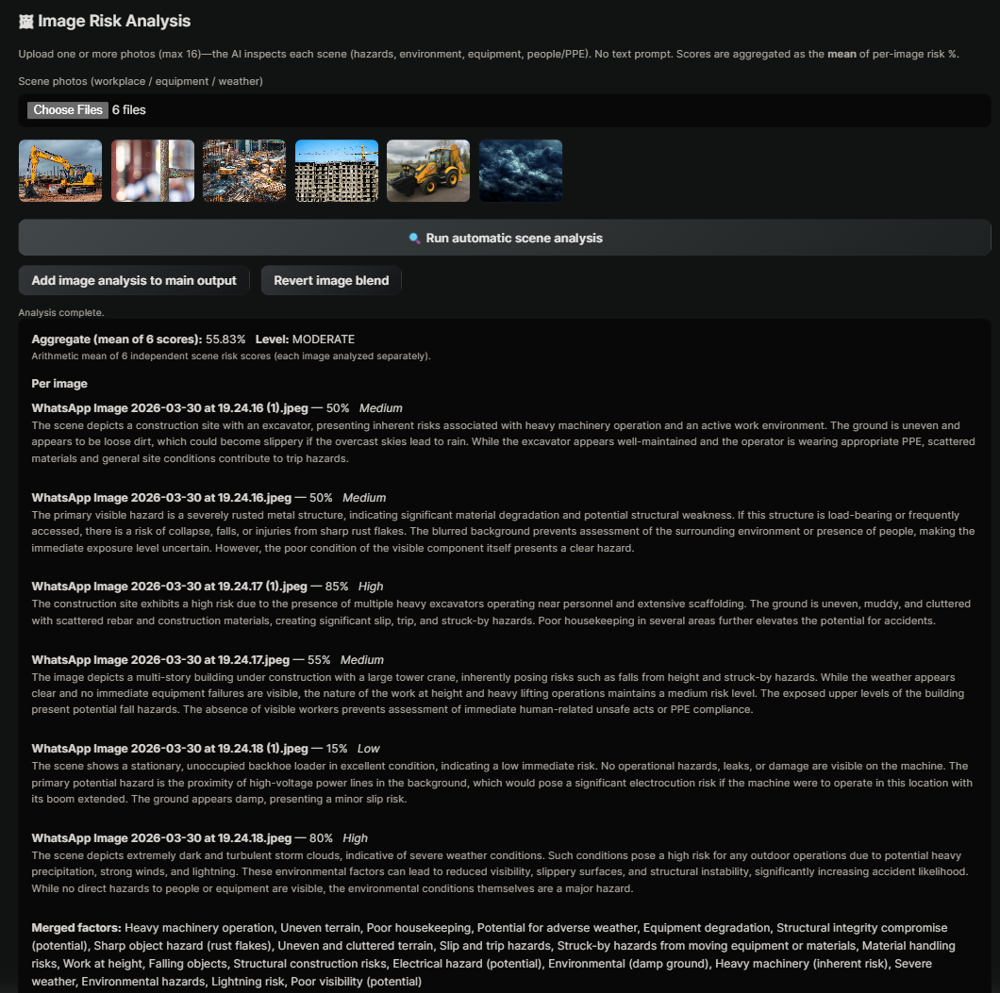 Image Risk Analysis
Upload one or more photos (max 16)—the AI inspects each scene (hazards, environment, equipment, people/PPE). No text prompt. Scores are aggregated as the mean of per-image risk %.
Scene photos (workplace / equipment / weather)
Choose Files 6 files
Run automatic scene analysis
Add image analysis to main output Revert image blend
Analysis complete.
Aggregate (mean of 6 scores): 55.83% Level: MODERATE
Arithmetic mean of 6 independent scene risk scores (each image analyzed separately).
Per image
WhatsApp Image 2026-03-30 at 19.24.16 (1).jpeg — 50% Medium
The scene depicts a construction site with an excavator, presenting inherent risks associated with heavy machinery operation and an active work environment. The ground is uneven and
appears to be loose dirt, which could become slippery if the overcast skies lead to rain. While the excavator appears well-maintained and the operator is wearing appropriate PPE, scattered
materials and general site conditions contribute to trip hazards.
WhatsApp Image 2026-03-30 at 19.24.16.jpeg — 50% Medium
The primary visible hazard is a severely rusted metal structure, indicating significant material degradation and potential structural weakness. If this structure is load-bearing or frequently
accessed, there is a risk of collapse, falls, or injuries from sharp rust flakes. The blurred background prevents assessment of the surrounding environment or presence of people, making the
immediate exposure level uncertain. However, the poor condition of the visible component itself presents a clear hazard.
WhatsApp Image 2026-03-30 at 19.24.17 (1).jpeg — 85% High
The construction site exhibits a high risk due to the presence of multiple heavy excavators operating near personnel and extensive scaffolding. The ground is uneven, muddy, and cluttered
with scattered rebar and construction materials, creating significant slip, trip, and struck-by hazards. Poor housekeeping in several areas further elevates the potential for accidents.
WhatsApp Image 2026-03-30 at 19.24.17.jpeg — 55% Medium
The image depicts a multi-story building under construction with a large tower crane, inherently posing risks such as falls from height and struck-by hazards. While the weather appears
clear and no immediate equipment failures are visible, the nature of the work at height and heavy lifting operations maintains a medium risk level. The exposed upper levels of the building
present potential fall hazards. The absence of visible workers prevents assessment of immediate human-related unsafe acts or PPE compliance.
WhatsApp Image 2026-03-30 at 19.24.18 (1).jpeg — 15% Low
The scene shows a stationary, unoccupied backhoe loader in excellent condition, indicating a low immediate risk. No operational hazards, leaks, or damage are visible on the machine. The
primary potential hazard is the proximity of high-voltage power lines in the background, which would pose a significant electrocution risk if the machine were to operate in this location with
its boom extended. The ground appears damp, presenting a minor slip risk.
WhatsApp Image 2026-03-30 at 19.24.18.jpeg — 80% High
The scene depicts extremely dark and turbulent storm clouds, indicative of severe weather conditions. Such conditions pose a high risk for any outdoor operations due to potential heavy
precipitation, strong winds, and lightning. These environmental factors can lead to reduced visibility, slippery surfaces, and structural instability, significantly increasing accident likelihood.
While no direct hazards to people or equipment are visible, the environmental conditions themselves are a major hazard.
Merged factors: Heavy machinery operation, Uneven terrain, Poor housekeeping, Potential for adverse weather, Equipment degradation, Structural integrity compromise
(potential), Sharp object hazard (rust flakes), Uneven and cluttered terrain, Slip and trip hazards, Struck-by hazards from moving equipment or materials, Material handling
risks, Work at height, Falling objects, Structural construction risks, Electrical hazard (potential), Environmental (damp ground), Heavy machinery (inherent risk), Severe
weather, Environmental hazards, Lightning risk, Poor visibility (potential)